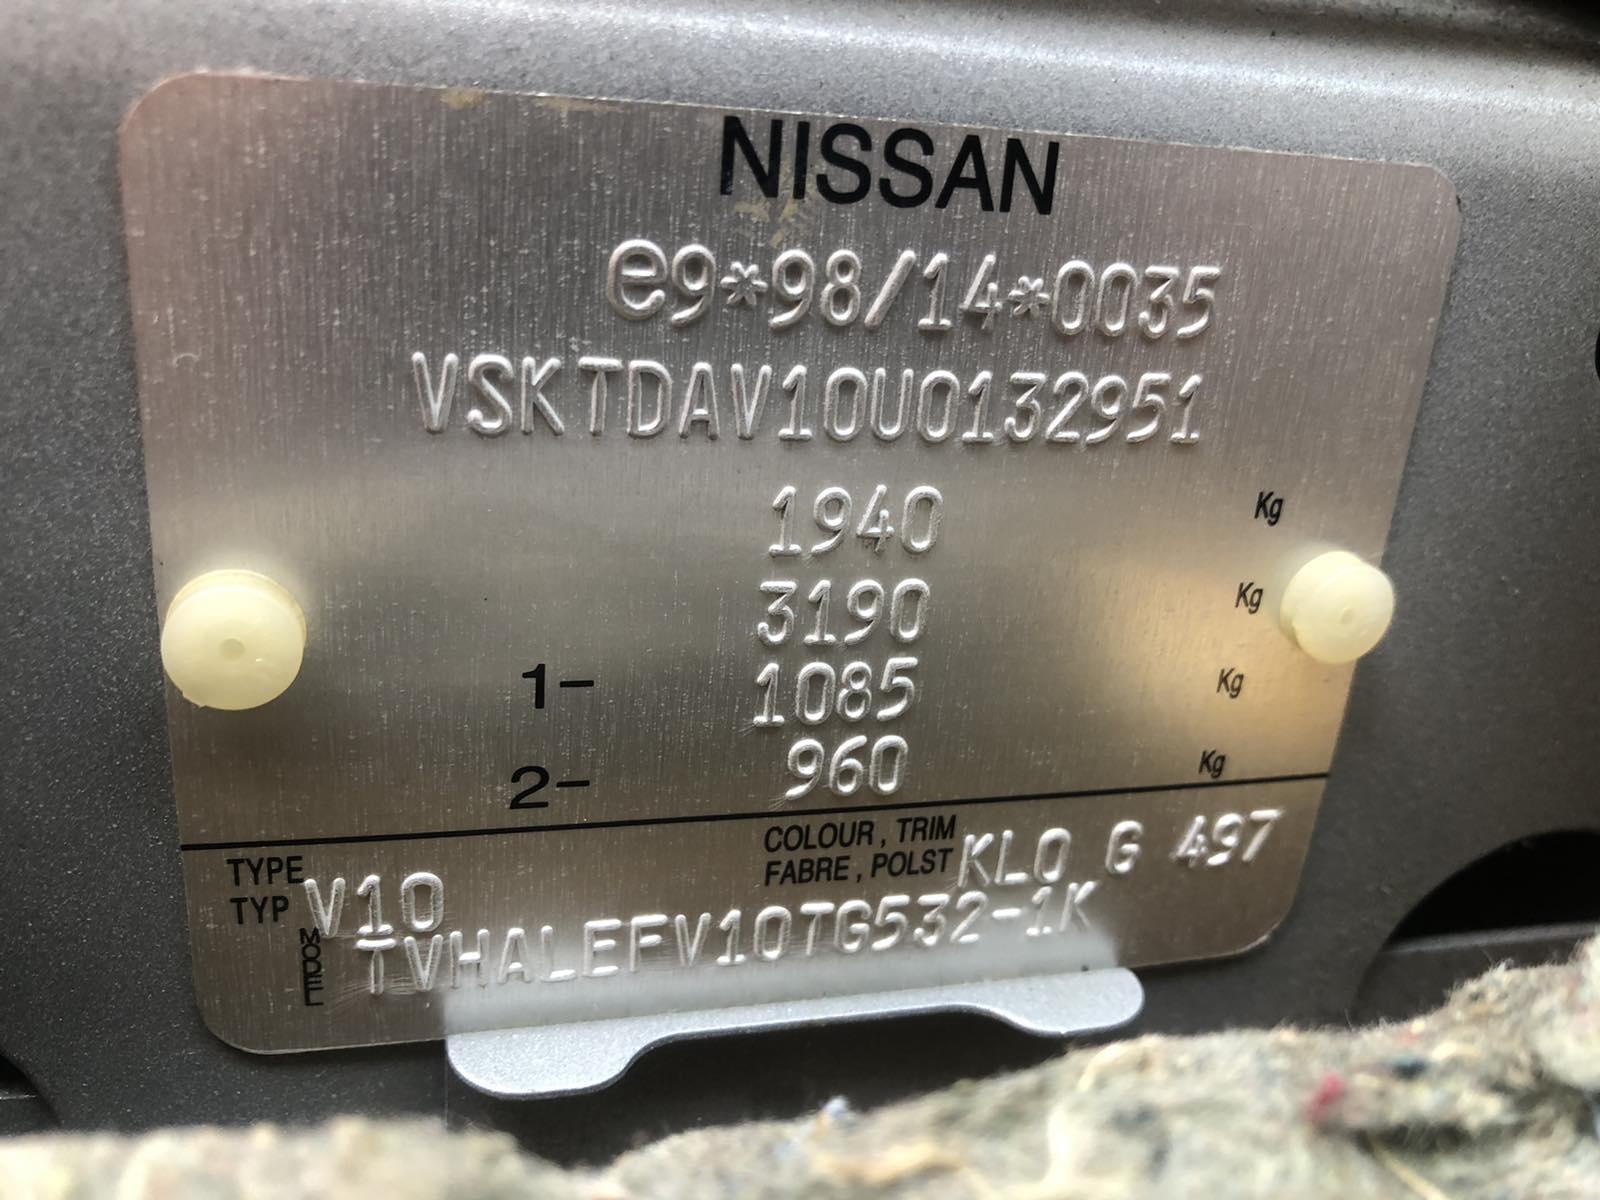 NISSAN
e9*98/14*0035
VSKTDAV10U0132951
1940 Kg
3190 Kg
1- 1085 Kg
2- 960 Kg
TYPE TYP V10
COLOUR, TRIM
FABRE, POLST KL0 G 497
MODEL TVHALEFV10TG532-1K